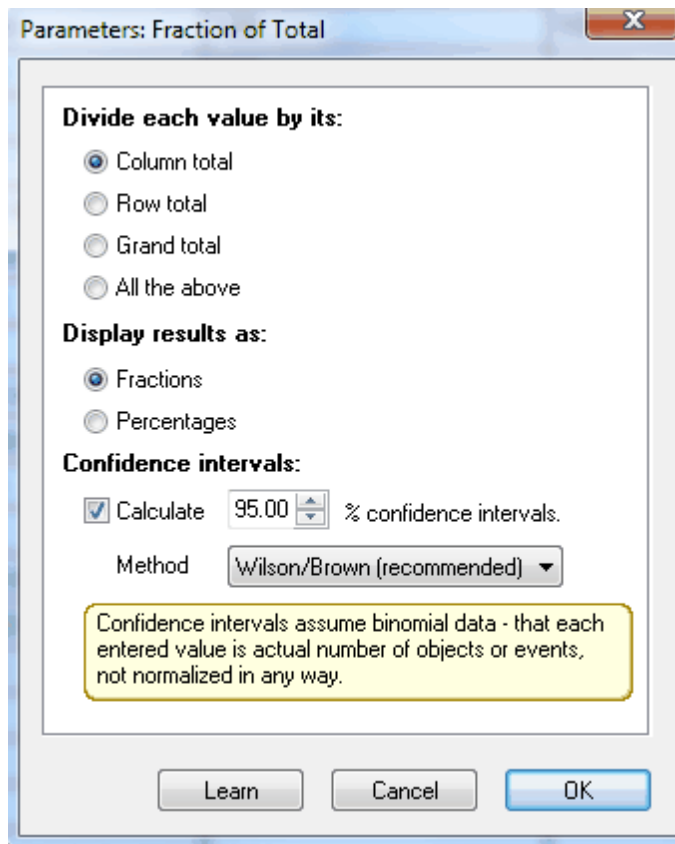 Parameters: Fraction of Total
Divide each value by its:
Column total
Row total
Grand total
All the above
Display results as:
Fractions
Percentages
Confidence intervals:
Calculate 95.00 % confidence intervals.
Method Wilson/Brown (recommended)
Confidence intervals assume binomial data - that each
entered value is actual number of objects or events,
not normalized in any way.
Learn Cancel OK